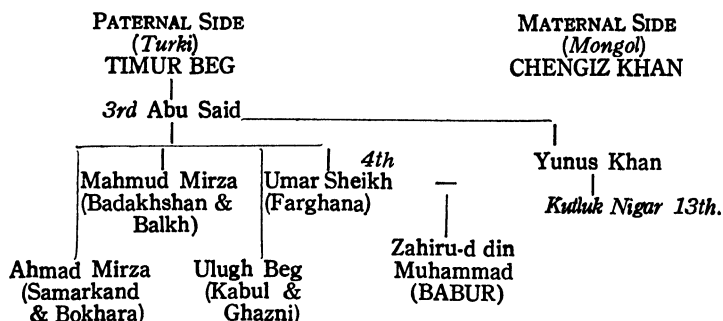 PATERNAL SIDE
(Turki)
TIMUR BEG
MATERNAL SIDE
(Mongol)
CHENGIZ KHAN
3rd Abu Said
4th
Mahmud Mirza
(Badakhshan &
Balkh)
Umar Sheikh
(Farghana)
Yunus Khan
Kutluk Nigar 13th.
Ahmad Mirza
(Samarkand
& Bokhara)
Ulugh Beg
(Kabul &
Ghazni)
Zahiru-d din
Muhammad
(BABUR)